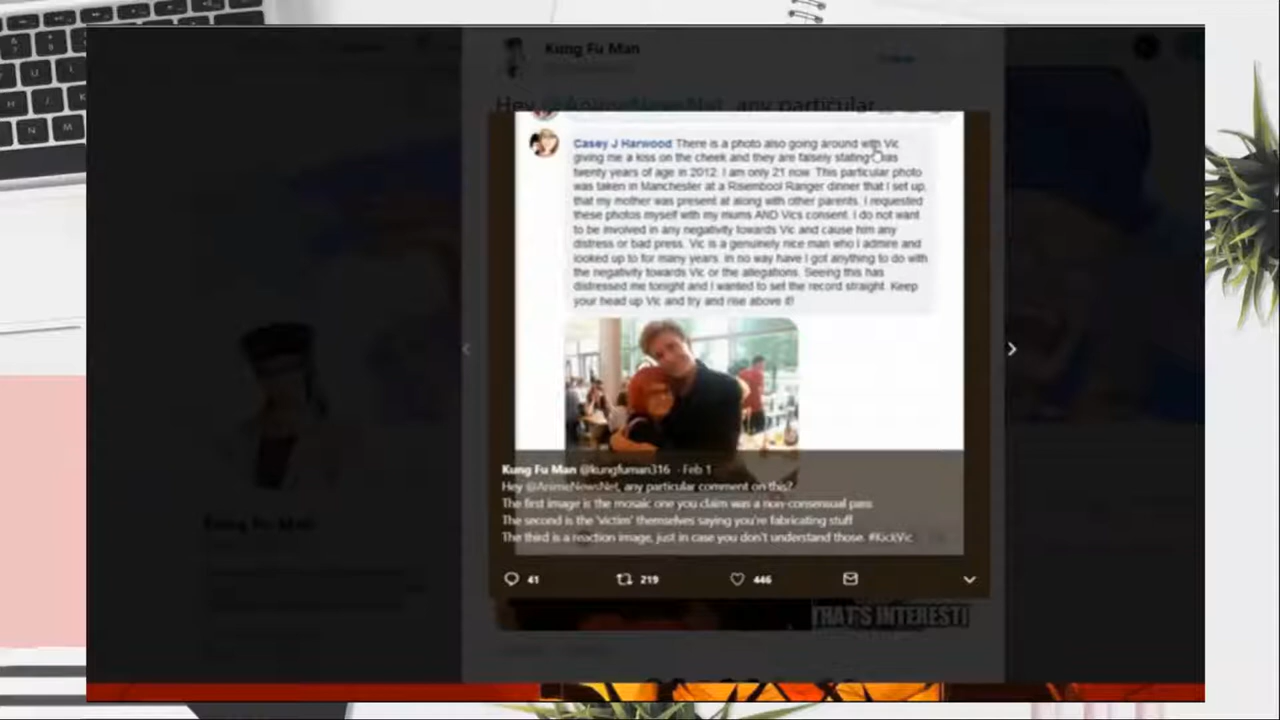 Kung Fu Man
Hey @AnimeNewsNet, any particular
Casey J Harwood There is a photo also going around with Vic
giving me a kiss on the cheek and they are falsely stating I was
twenty years of age in 2012. I am only 21 now. This particular photo
was taken in Manchester at a Risembool Ranger dinner that I set up,
that my mother was present at along with other parents. I requested
these photos myself with my mums AND Vics consent. I do not want
to be involved in any negativity towards Vic and cause him any
distress or bad press. Vic is a genuinely nice man who I admire and
looked up to for many years. In no way have I got anything to do with
the negativity towards Vic or the allegations. Seeing this has
distressed me tonight and I wanted to set the record straight. Keep
your head up Vic and try and rise above it!
Kung Fu Man @kungfuman316 · Feb 1
Hey @AnimeNewsNet, any particular comment on this?
The first image is the mosaic one you claim was a non-consensual pass
The second is the 'victim' themselves saying you're fabricating stuff
The third is a reaction image, just in case you don't understand those. #KickVic
41 219 446
THAT'S INTERESTI
Kung Fu Man